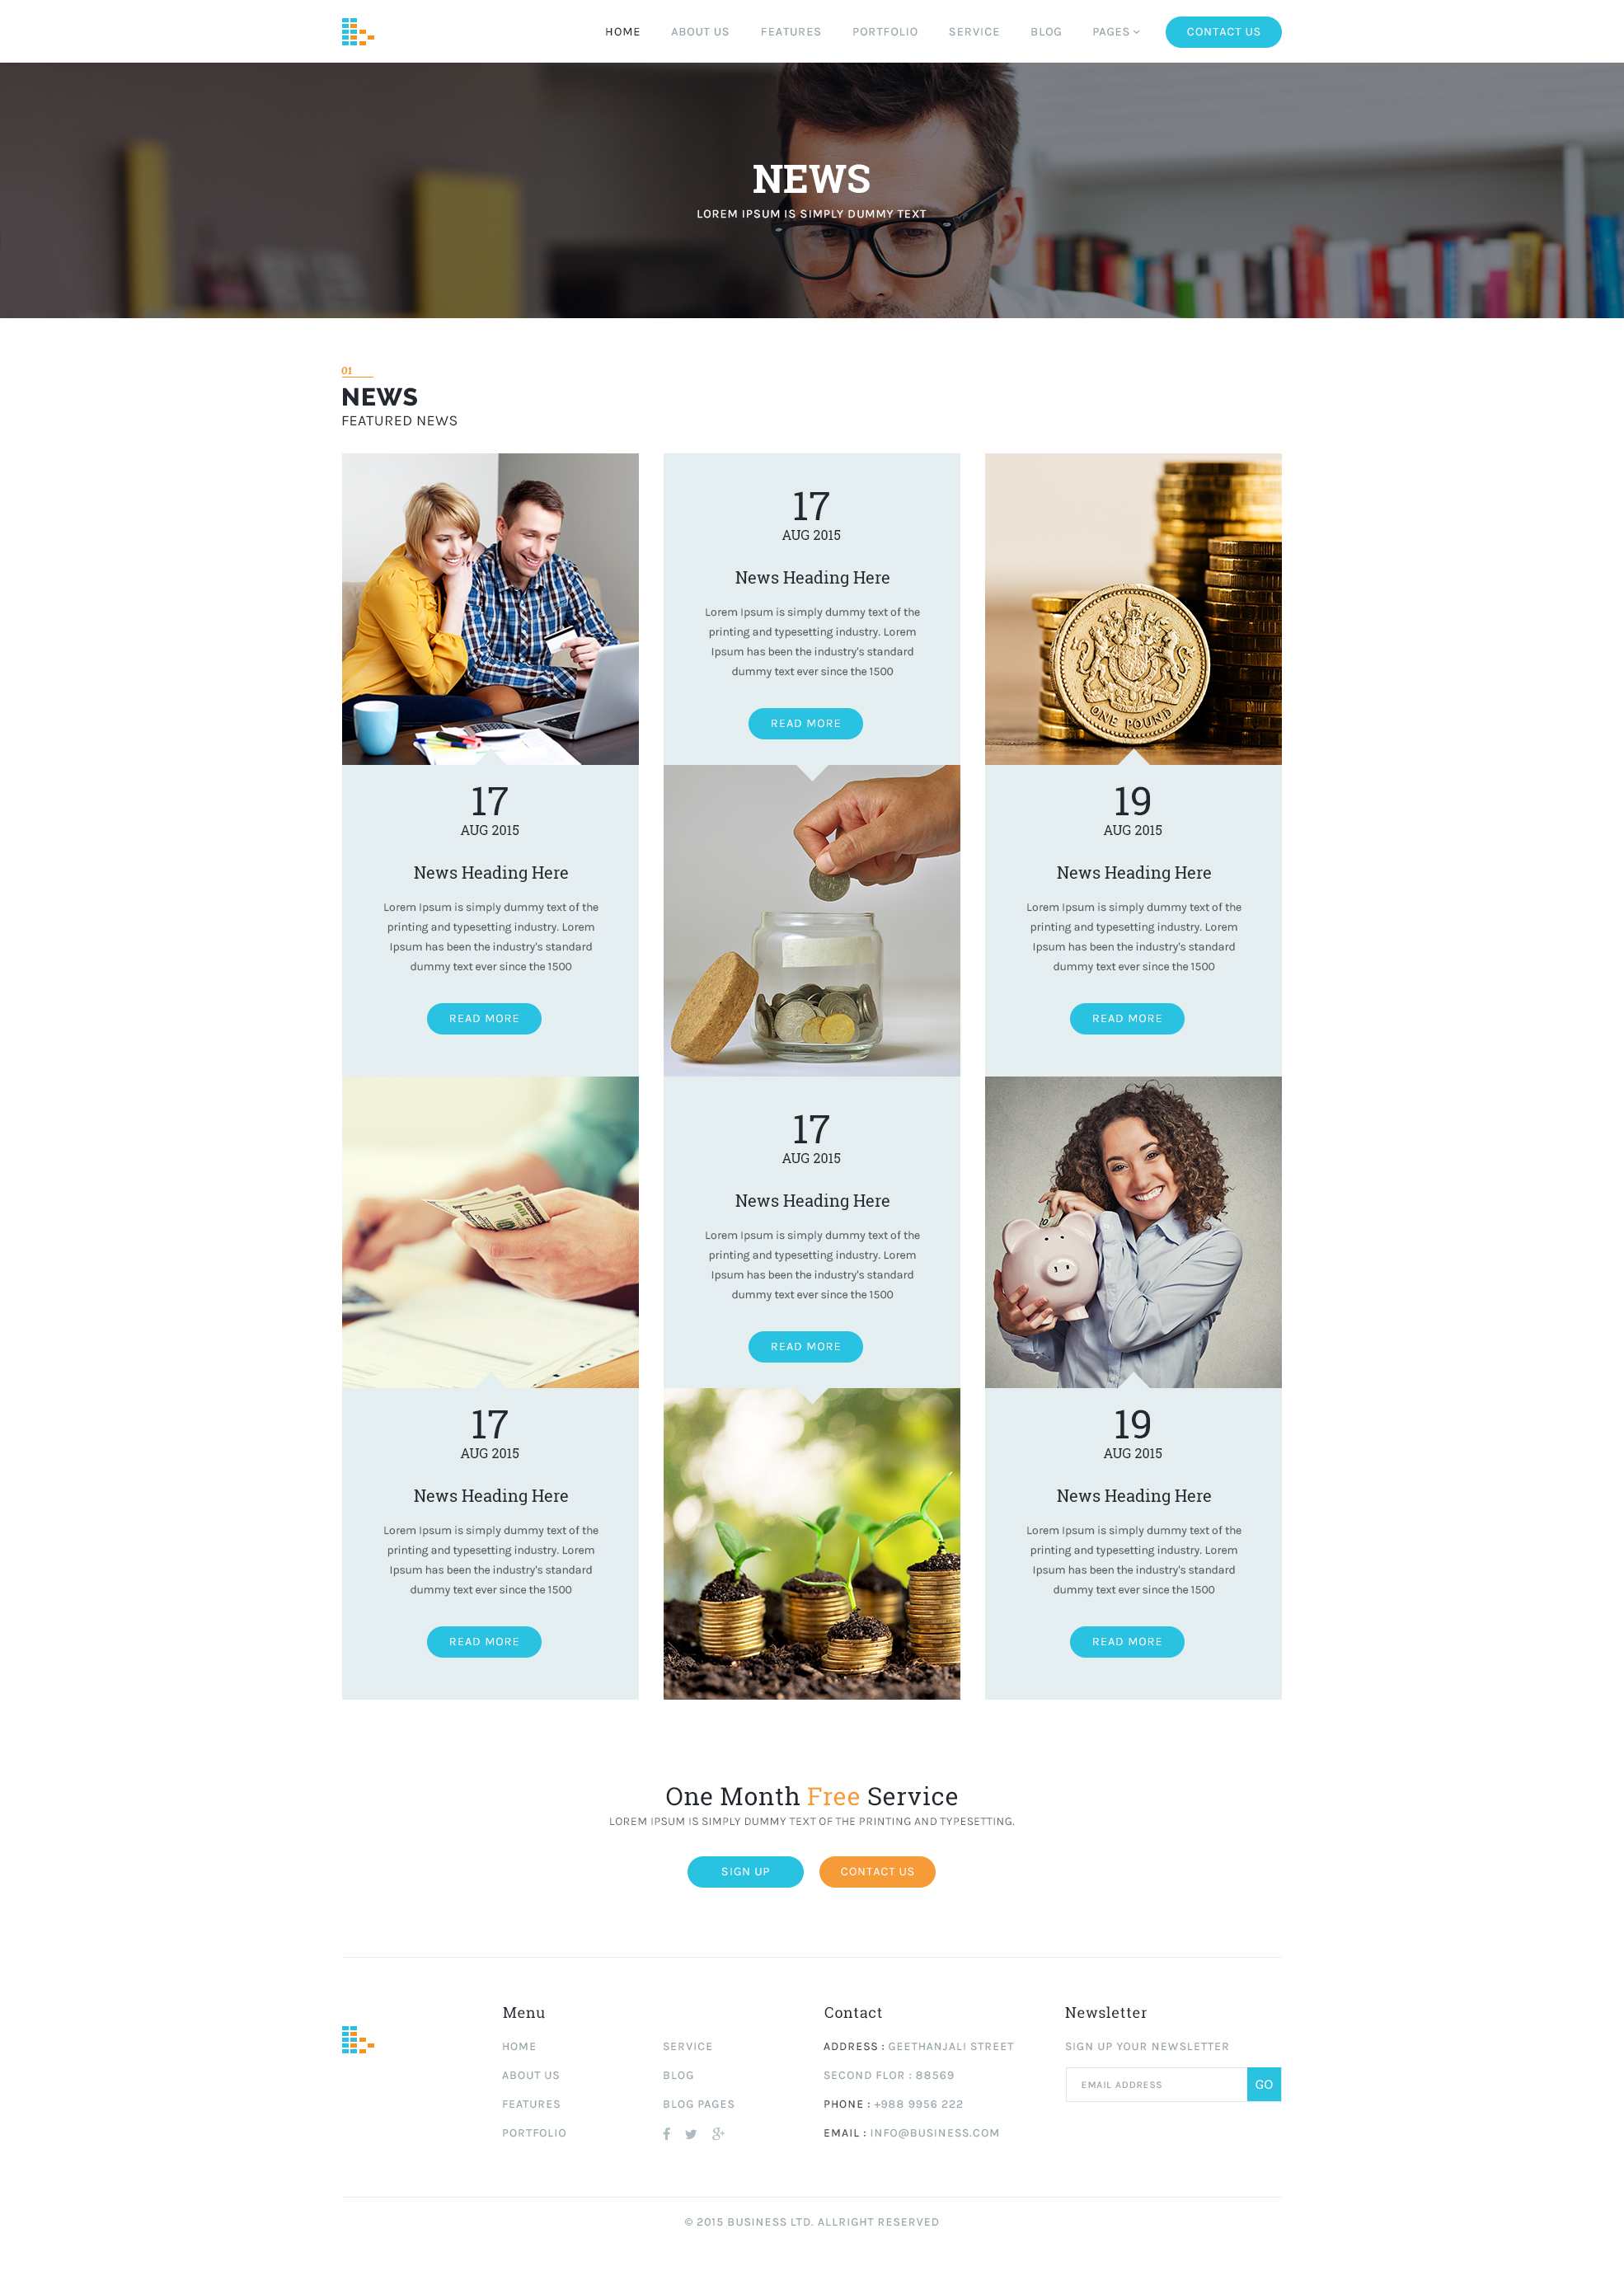 HOME ABOUT US FEATURES PORTFOLIO SERVICE BLOG PAGES CONTACT US
NEWS
LOREM IPSUM IS SIMPLY DUMMY TEXT
01
NEWS
FEATURED NEWS
17
AUG 2015
News Heading Here
Lorem Ipsum is simply dummy text of the
printing and typesetting industry. Lorem
Ipsum has been the industry's standard
dummy text ever since the 1500
READ MORE
ONE POUND
17
AUG 2015
News Heading Here
Lorem Ipsum is simply dummy text of the
printing and typesetting industry. Lorem
Ipsum has been the industry's standard
dummy text ever since the 1500
READ MORE
19
AUG 2015
News Heading Here
Lorem Ipsum is simply dummy text of the
printing and typesetting industry. Lorem
Ipsum has been the industry's standard
dummy text ever since the 1500
READ MORE
100
17
AUG 2015
News Heading Here
Lorem Ipsum is simply dummy text of the
printing and typesetting industry. Lorem
Ipsum has been the industry's standard
dummy text ever since the 1500
READ MORE
17
AUG 2015
News Heading Here
Lorem Ipsum is simply dummy text of the
printing and typesetting industry. Lorem
Ipsum has been the industry's standard
dummy text ever since the 1500
READ MORE
19
AUG 2015
News Heading Here
Lorem Ipsum is simply dummy text of the
printing and typesetting industry. Lorem
Ipsum has been the industry's standard
dummy text ever since the 1500
READ MORE
One Month Free Service
LOREM IPSUM IS SIMPLY DUMMY TEXT OF THE PRINTING AND TYPESETTING.
SIGN UP CONTACT US
Menu
HOME
ABOUT US
FEATURES
PORTFOLIO
SERVICE
BLOG
BLOG PAGES
Contact
ADDRESS : GEETHANJALI STREET
SECOND FLOR : 88569
PHONE : +988 9956 222
EMAIL : INFO@BUSINESS.COM
Newsletter
SIGN UP YOUR NEWSLETTER
EMAIL ADDRESS GO
© 2015 BUSINESS LTD. ALLRIGHT RESERVED